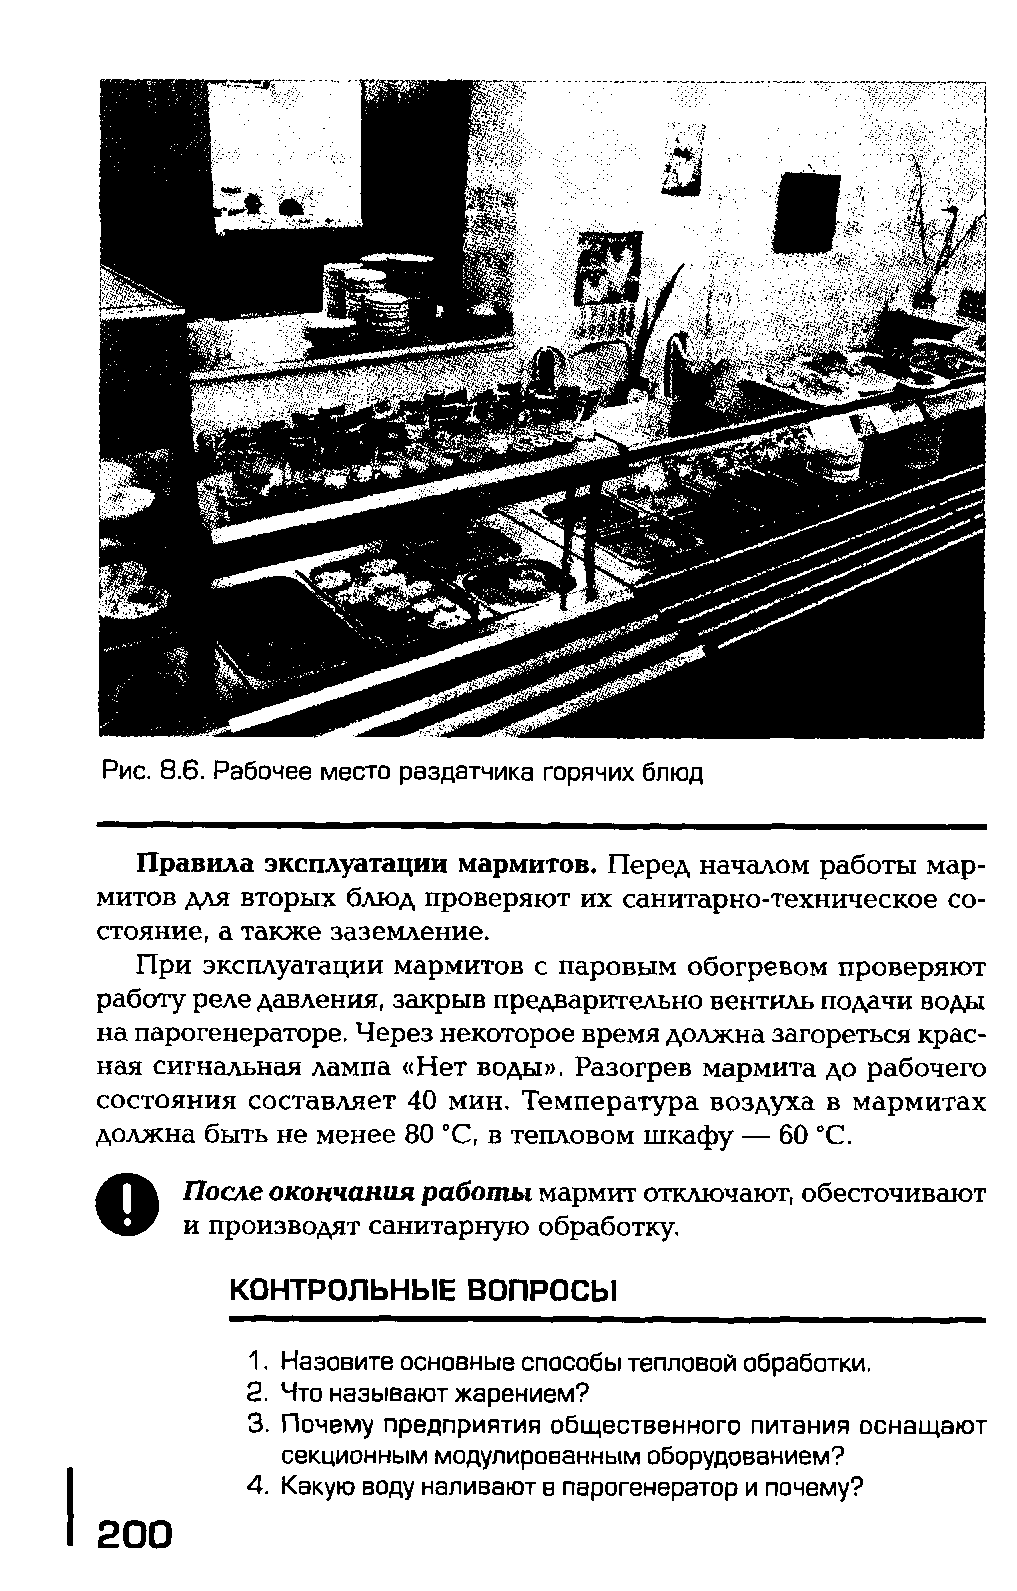 Рис. 8.6. Рабочее место раздатчика горячих блюд
Правила эксплуатации мармитов. Перед началом работы мар-
митов для вторых блюд проверяют их санитарно-техническое со-
стояние, а также заземление.
При эксплуатации мармитов с паровым обогревом проверяют
работу реле давления, закрыв предварительно вентиль подачи воды
на парогенераторе. Через некоторое время должна загореться крас-
ная сигнальная лампа «Нет воды». Разогрев мармита до рабочего
состояния составляет 40 мин. Температура воздуха в мармитах
должна быть не менее 80 °С, в тепловом шкафу — 60 °С.
После окончания работы мармит отключают, обесточивают
и производят санитарную обработку.
КОНТРОЛЬНЫЕ ВОПРОСЫ
1. Назовите основные способы тепловой обработки.
2. Что называют жарением?
3. Почему предприятия общественного питания оснащают
секционным модулированным оборудованием?
4. Какую воду наливают в парогенератор и почему?
200